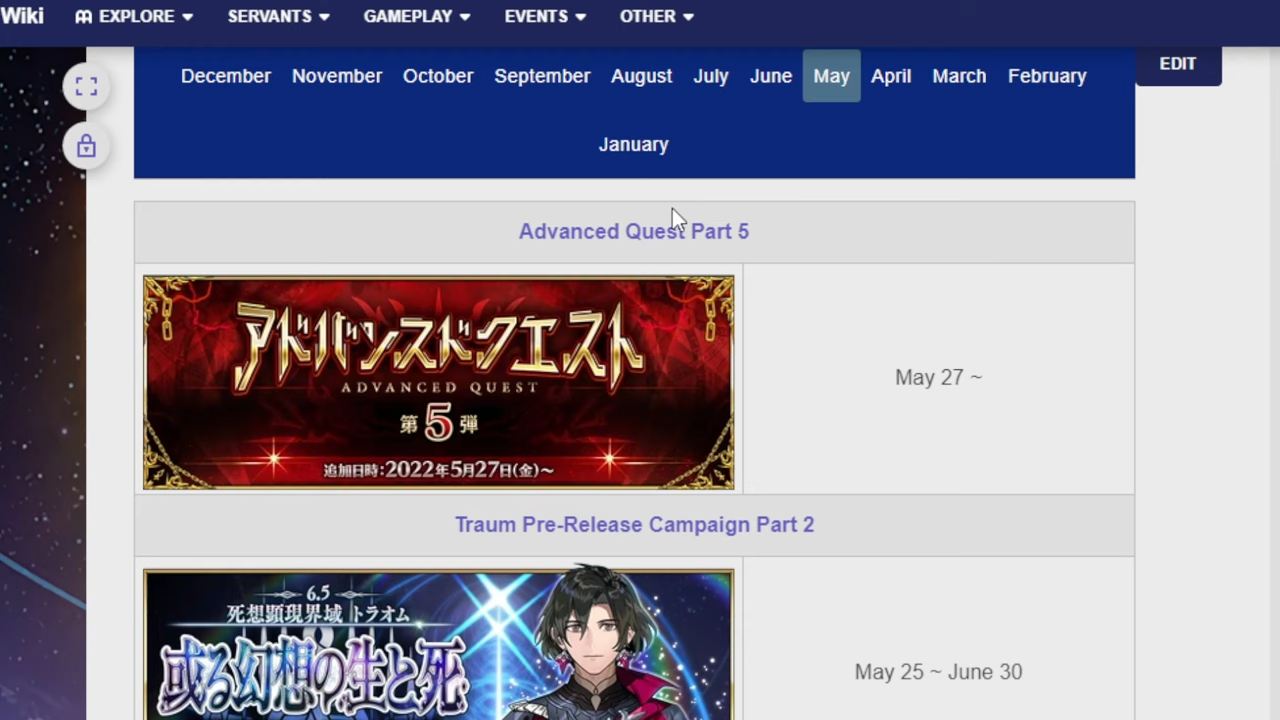 Wiki EXPLORE SERVANTS GAMEPLAY EVENTS OTHER
EDIT
December November October September August July June May April March February
January
Advanced Quest Part 5
アドバンスドクエスト
ADVANCED QUEST
第5弾
追加日時:2022年5月27日(金)~
May 27 ~
Traum Pre-Release Campaign Part 2
6.5
死想顕現界域 トラオム
或る幻想の生と死
May 25 ~ June 30